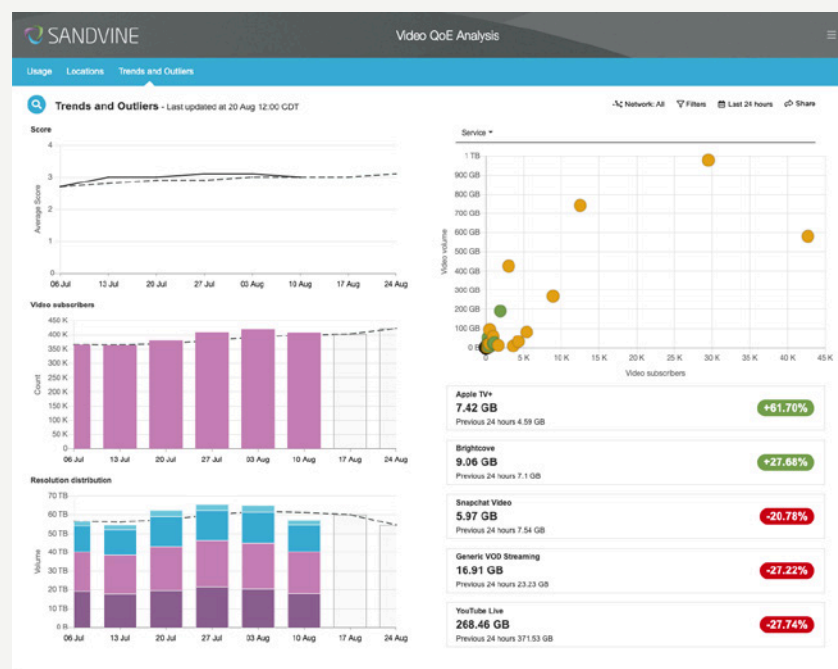 SANDVINE
Video QoE Analysis
Usage Locations Trends and Outliers
Trends and Outliers - Last updated at 20 Aug 12:00 CDT
Network: All Filters Last 24 hours Share
Score
4
3
2
1
0
Average Score
06 Jul 13 Jul 20 Jul 27 Jul 03 Aug 10 Aug 17 Aug 24 Aug
Video subscribers
450 K
400 K
350 K
300 K
250 K
200 K
150 K
100 K
50 K
0
Count
06 Jul 13 Jul 20 Jul 27 Jul 03 Aug 10 Aug 17 Aug 24 Aug
Resolution distribution
70 TB
60 TB
50 TB
40 TB
30 TB
20 TB
10 TB
0 B
Volume
06 Jul 13 Jul 20 Jul 27 Jul 03 Aug 10 Aug 17 Aug 24 Aug
Service
1 TB
900 GB
800 GB
700 GB
600 GB
500 GB
400 GB
300 GB
200 GB
100 GB
0 B
Video volume
0 5 K 10 K 15 K 20 K 25 K 30 K 35 K 40 K 45K
Video subscribers
Apple TV+
7.42 GB
Previous 24 hours 4.59 GB
+61.70%
Brightcove
9.06 GB
Previous 24 hours 7.1 GB
+27.68%
Snapchat Video
5.97 GB
Previous 24 hours 7.54 GB
-20.78%
Generic VOD Streaming
16.91 GB
Previous 24 hours 23.23 GB
-27.22%
YouTube Live
268.46 GB
Previous 24 hours 371.53 GB
-27.74%